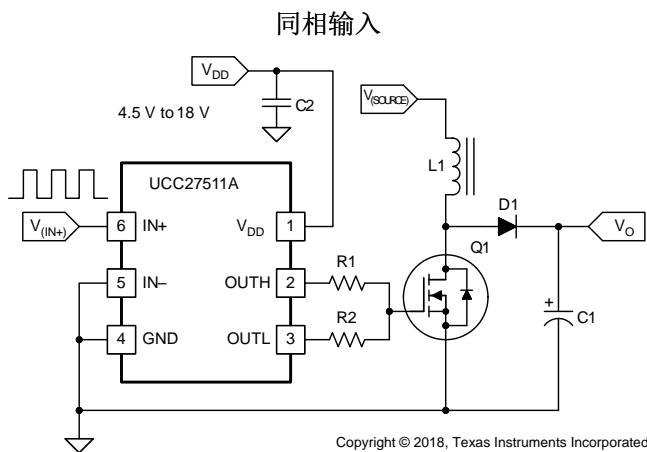 同相输入
VDD
C2
4.5 V to 18 V
V(SOURCE)
L1
UCC27511A
D1
V(IN+)
6
IN+
VDD
1
VO
Q1
R1
5
IN–
OUTH
2
R2
C1
+
4
GND
OUTL
3
Copyright © 2018, Texas Instruments Incorporated